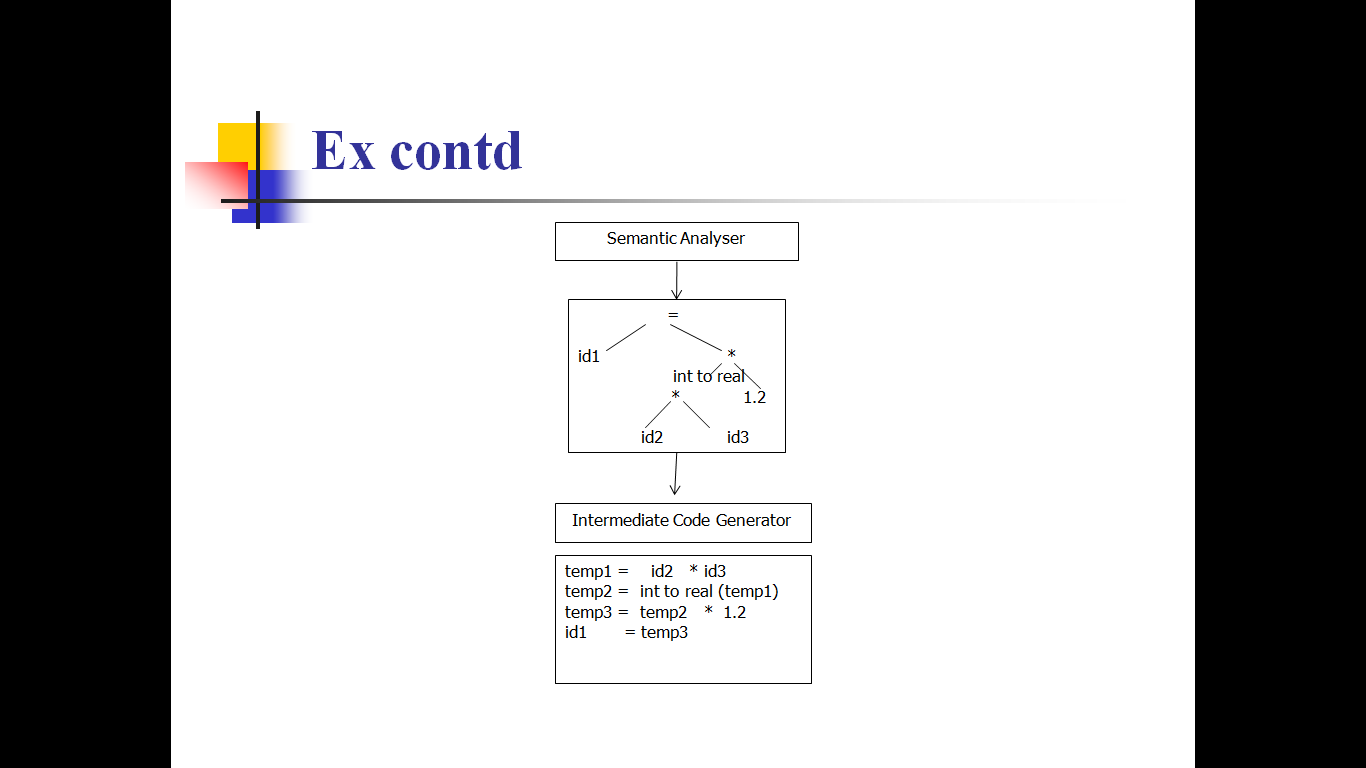 Ex contd
Semantic Analyser
=
id1 *
int to real
* 1.2
id2 id3
Intermediate Code Generator
temp1 = id2 * id3
temp2 = int to real (temp1)
temp3 = temp2 * 1.2
id1 = temp3